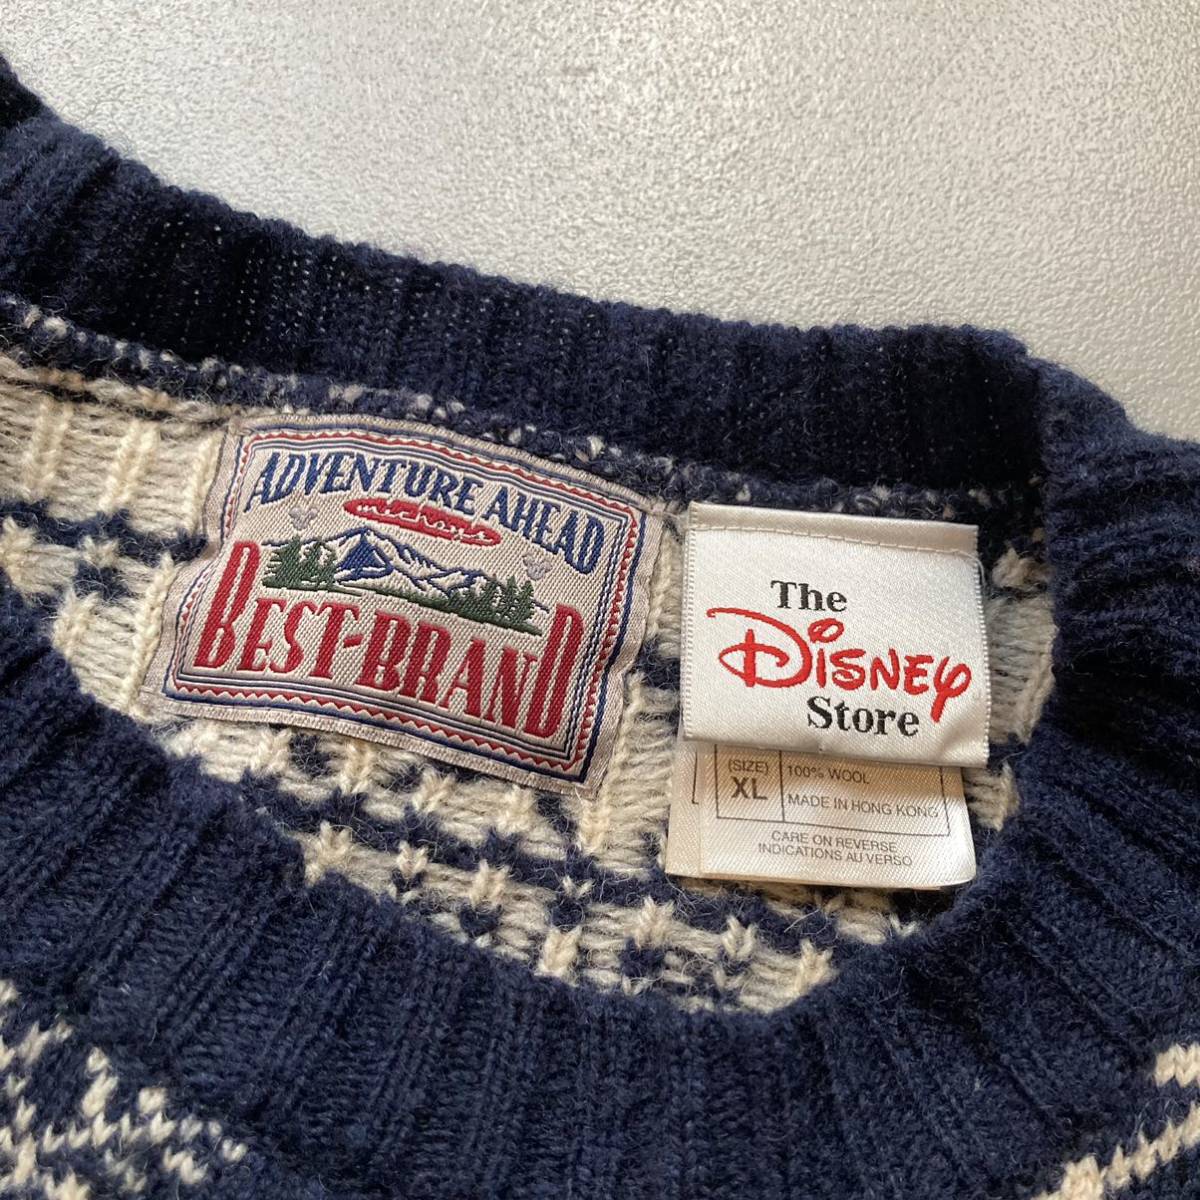 ADVENTURE AHEAD
BEST-BRAND
The
DISNEY
Store
(SIZE)
XL
100% WOOL
MADE IN HONG KONG
CARE ON REVERSE
INDICATIONS AU VERSO